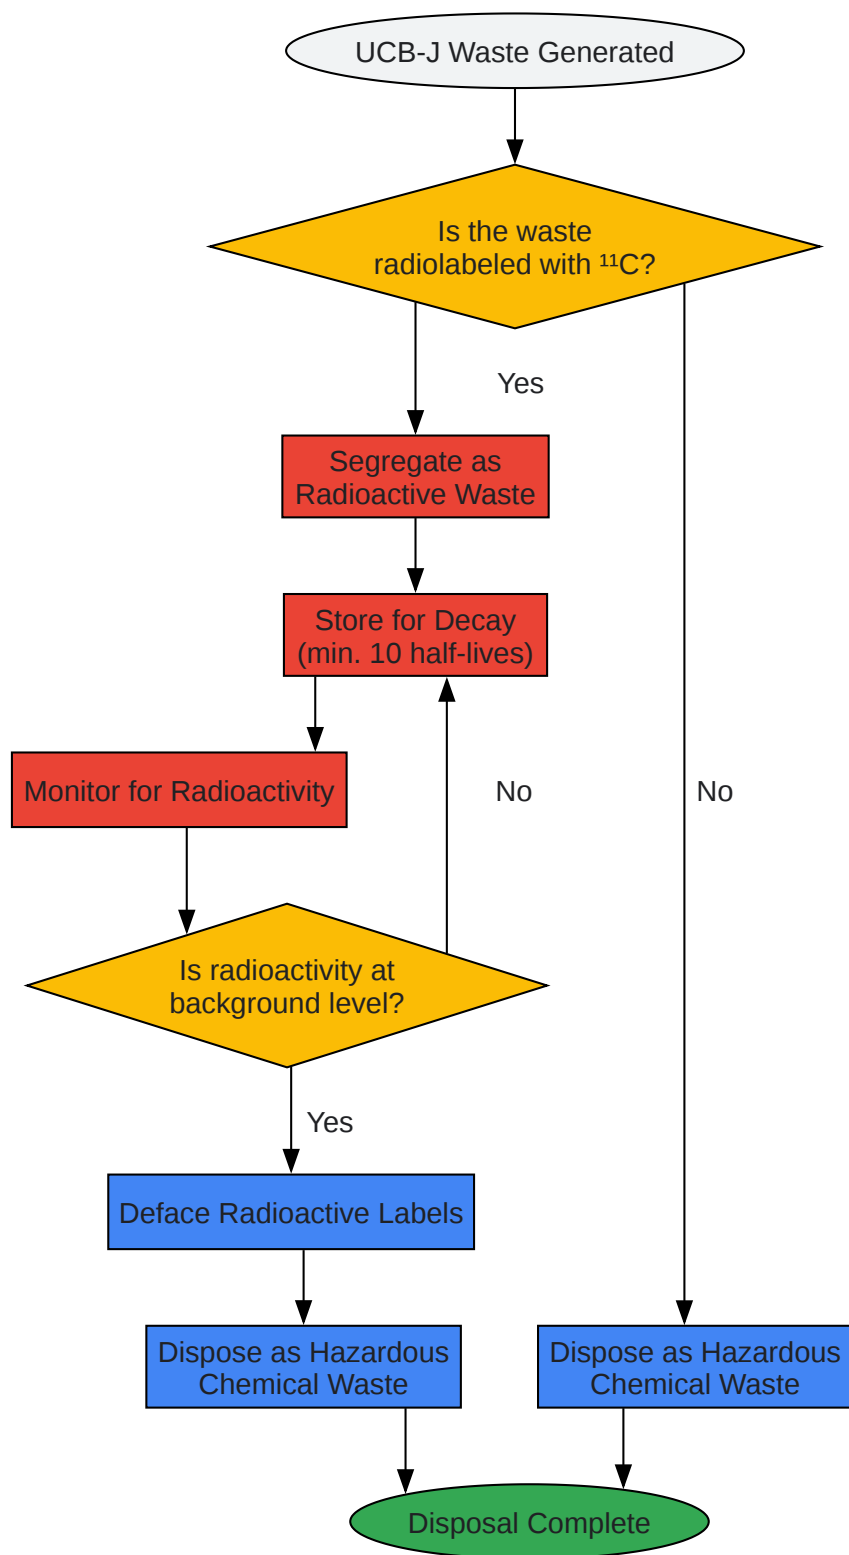 UCB-J Waste Generated
Is the waste
radiolabeled with ¹¹C?
Yes
Segregate as
Radioactive Waste
Store for Decay
(min. 10 half-lives)
Monitor for Radioactivity
No
No
Is radioactivity at
background level?
Yes
Deface Radioactive Labels
Dispose as Hazardous
Chemical Waste
Dispose as Hazardous
Chemical Waste
Disposal Complete